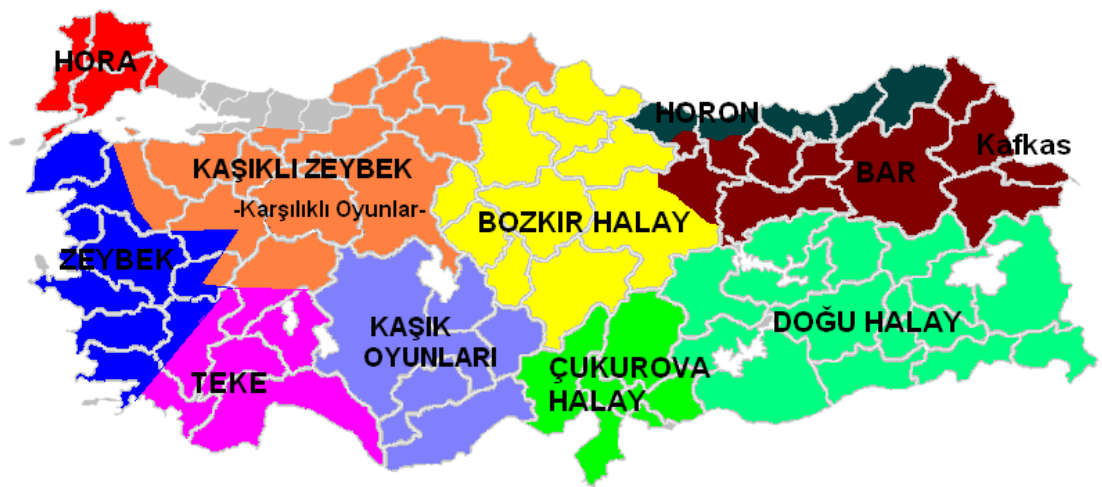 HORA
HORON
Kafkas
KAŞIKLI ZEYBEK
BAR
-Karşılıklı Oyunlar-
BOZKIR HALAY
ZEYBEK
DOĞU HALAY
KAŞIK
OYUNLARI
ÇUKUROVA
HALAY
TEKE